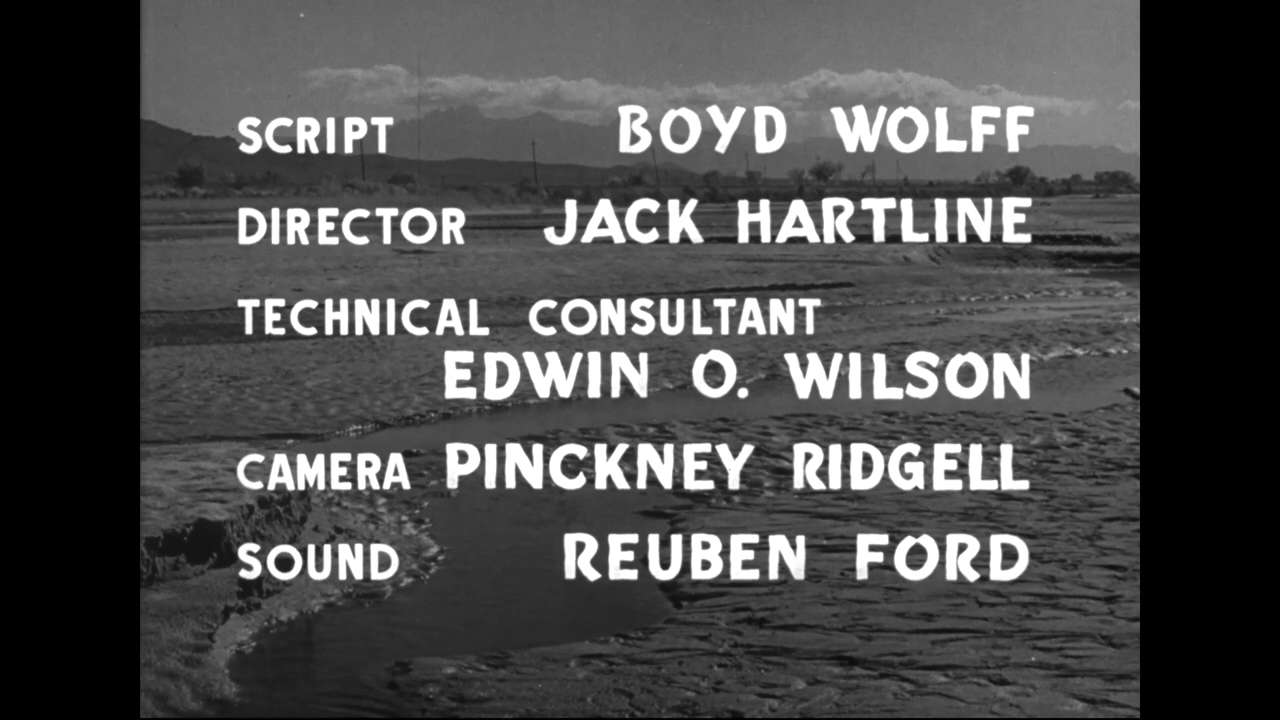 SCRIPT BOYD WOLFF
DIRECTOR JACK HARTLINE
TECHNICAL CONSULTANT
EDWIN O. WILSON
CAMERA PINCKNEY RIDGELL
SOUND REUBEN FORD